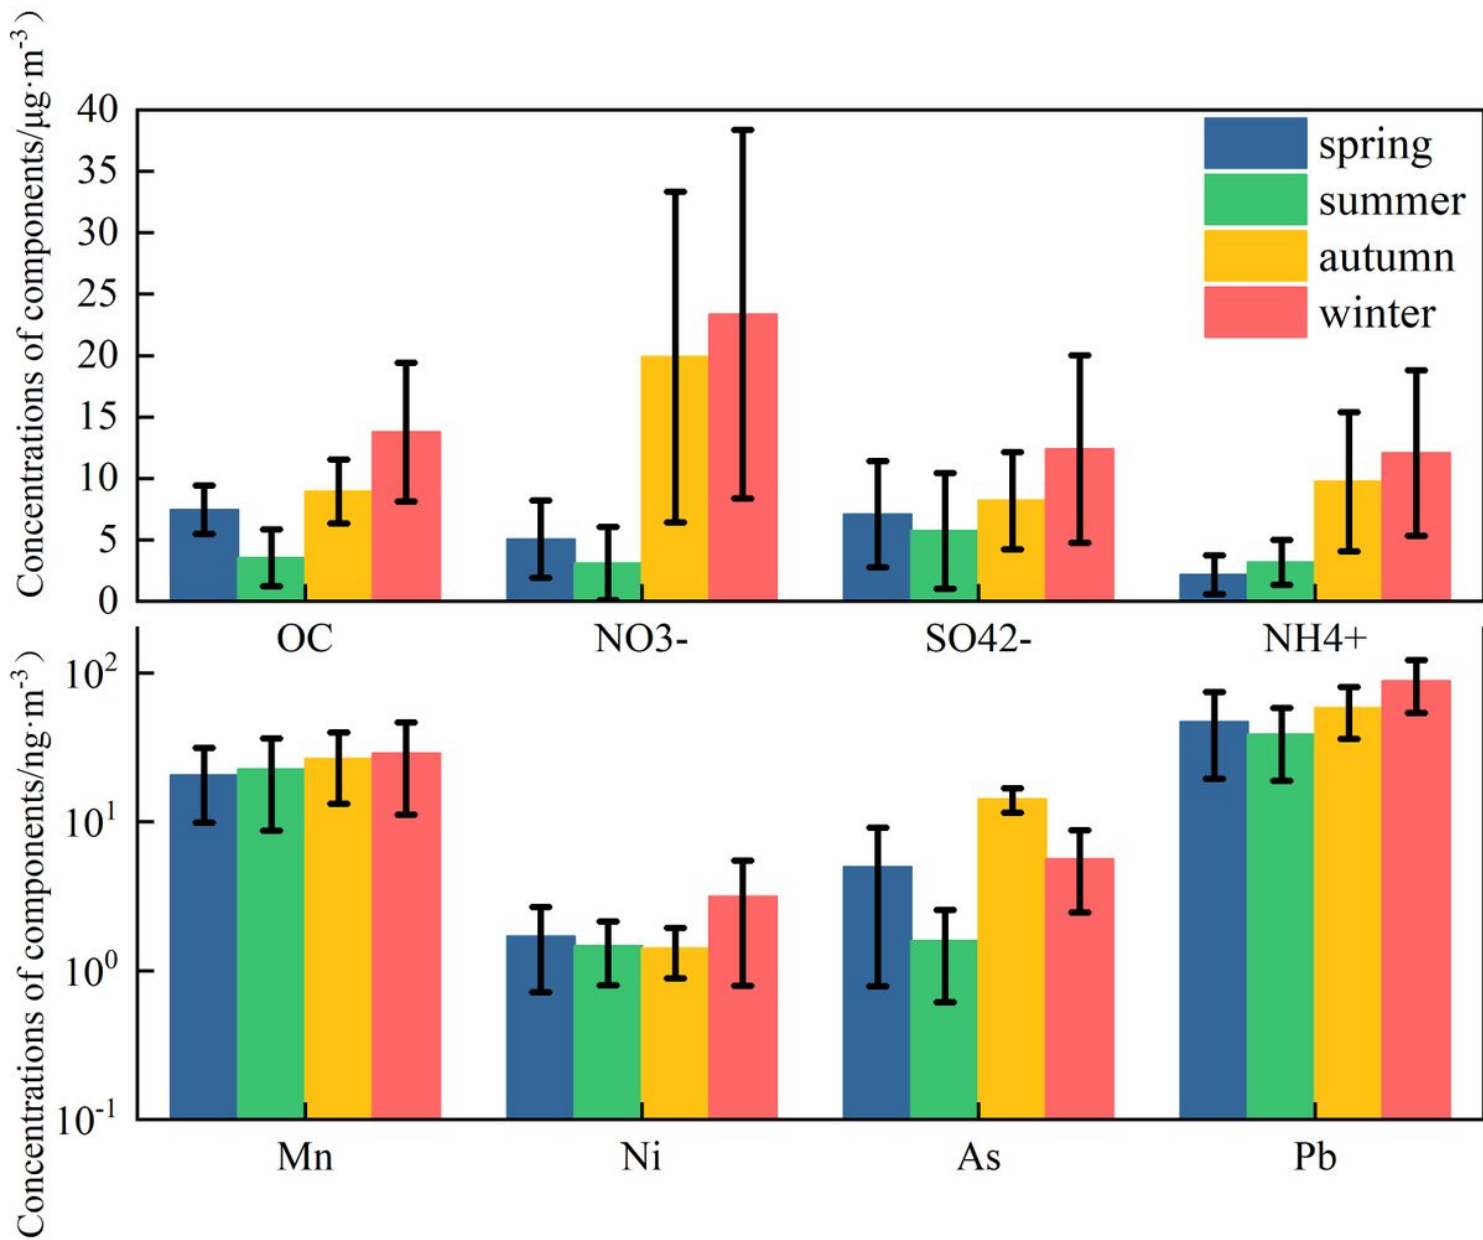 Concentrations of components/μg·m⁻³)
40
35
30
25
20
15
10
5
0
spring
summer
autumn
winter
OC
NO3-
SO42-
NH4+
Concentrations of components/ng·m⁻³)
10²
10¹
10⁰
10⁻¹
Mn
Ni
As
Pb